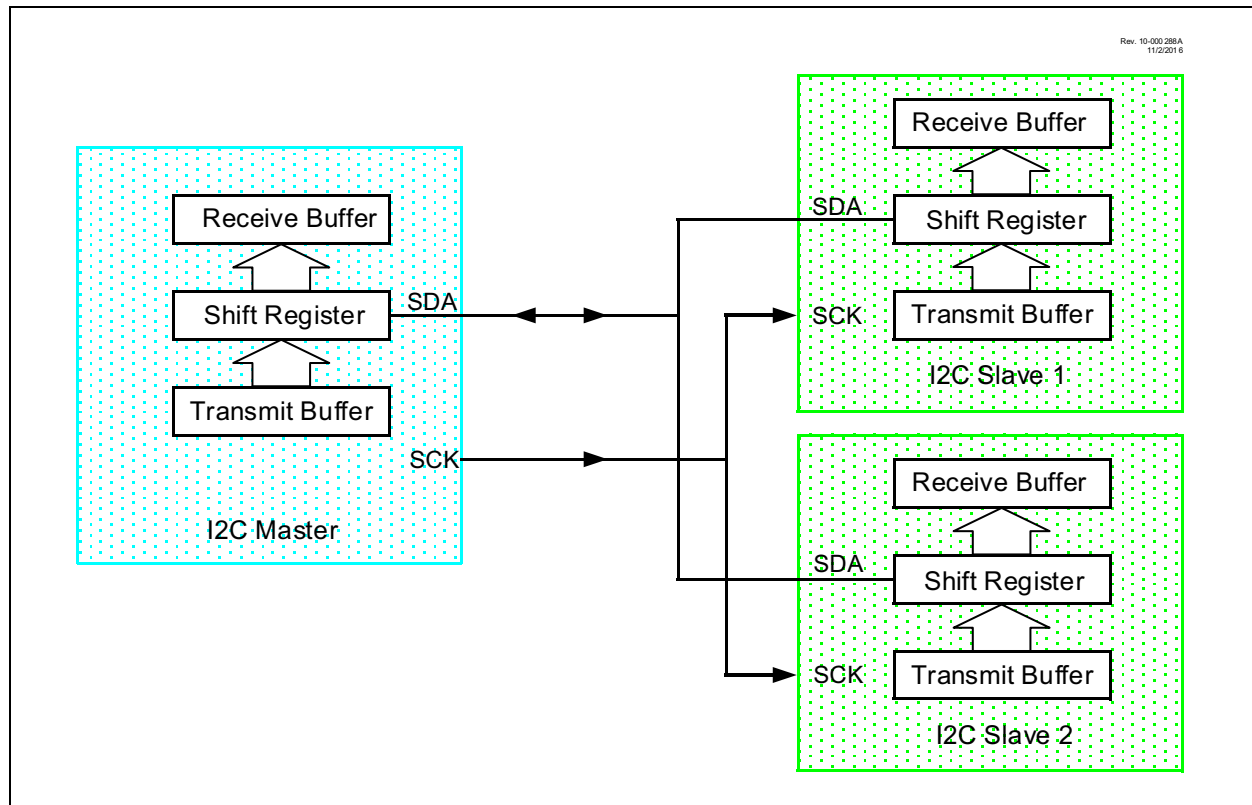 Rev. 10-000 288A
11/2/201 6
Receive Buffer
Shift Register
Transmit Buffer
SDA
SCK
I2C Master
Receive Buffer
SDA
Shift Register
SCK
Transmit Buffer
I2C Slave 1
Receive Buffer
SDA
Shift Register
SCK
Transmit Buffer
I2C Slave 2